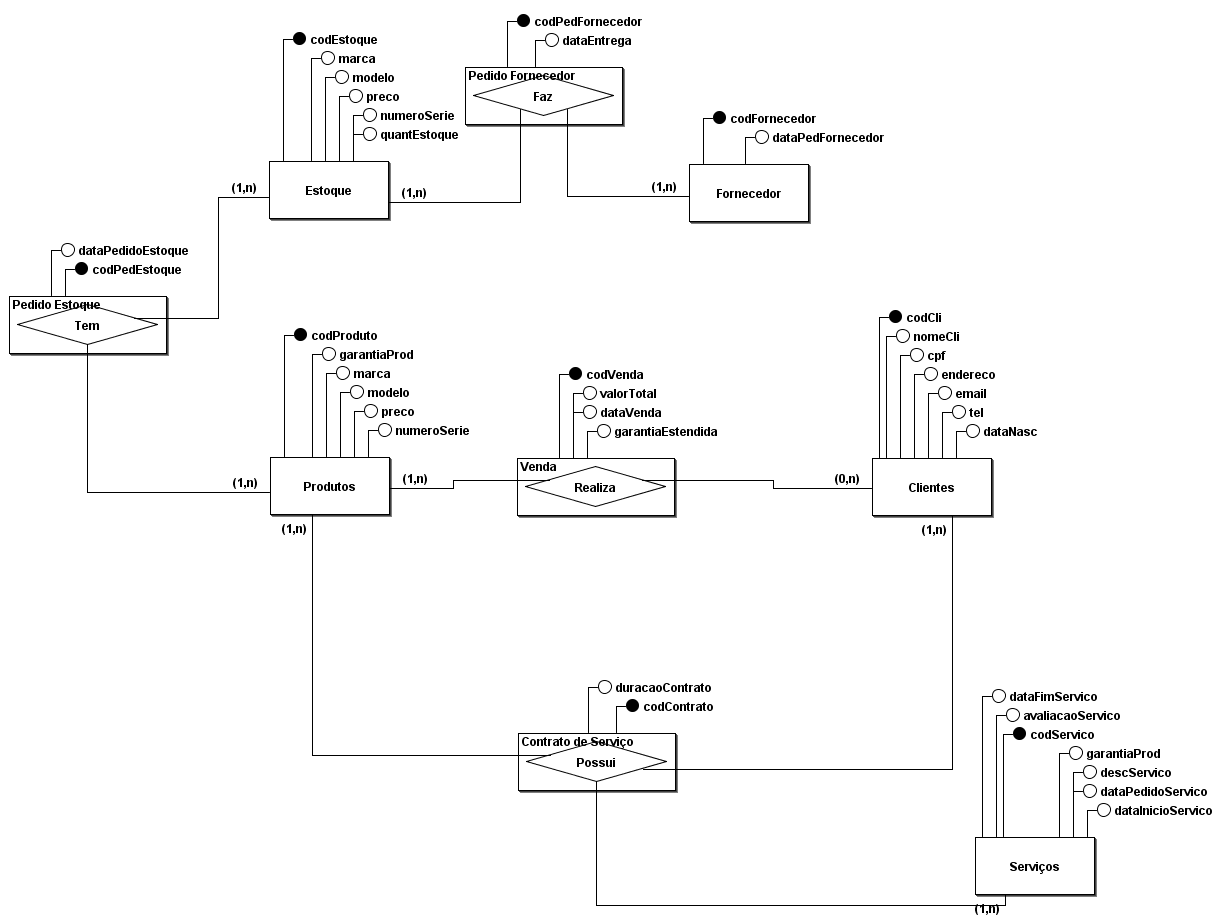 codPedFornecedor
dataEntrega
Pedido Fornecedor
Faz
codEstoque
marca
modelo
preco
numeroSerie
quantEstoque
Estoque
(1,n)
(1,n)
(1,n)
codFornecedor
dataPedFornecedor
Fornecedor
dataPedidoEstoque
codPedEstoque
Pedido Estoque
Tem
codProduto
garantiaProd
marca
modelo
preco
numeroSerie
Produtos
(1,n)
(1,n)
(1,n)
codVenda
valorTotal
dataVenda
garantiaEstendida
Venda
Realiza
codCli
nomeCli
cpf
endereco
email
tel
dataNasc
(0,n)
Clientes
(1,n)
duracaoContrato
codContrato
Contrato de Serviço
Possui
dataFimServico
avaliacaoServico
codServico
garantiaProd
descServico
dataPedidoServico
dataInicioServico
Serviços
(1,n)